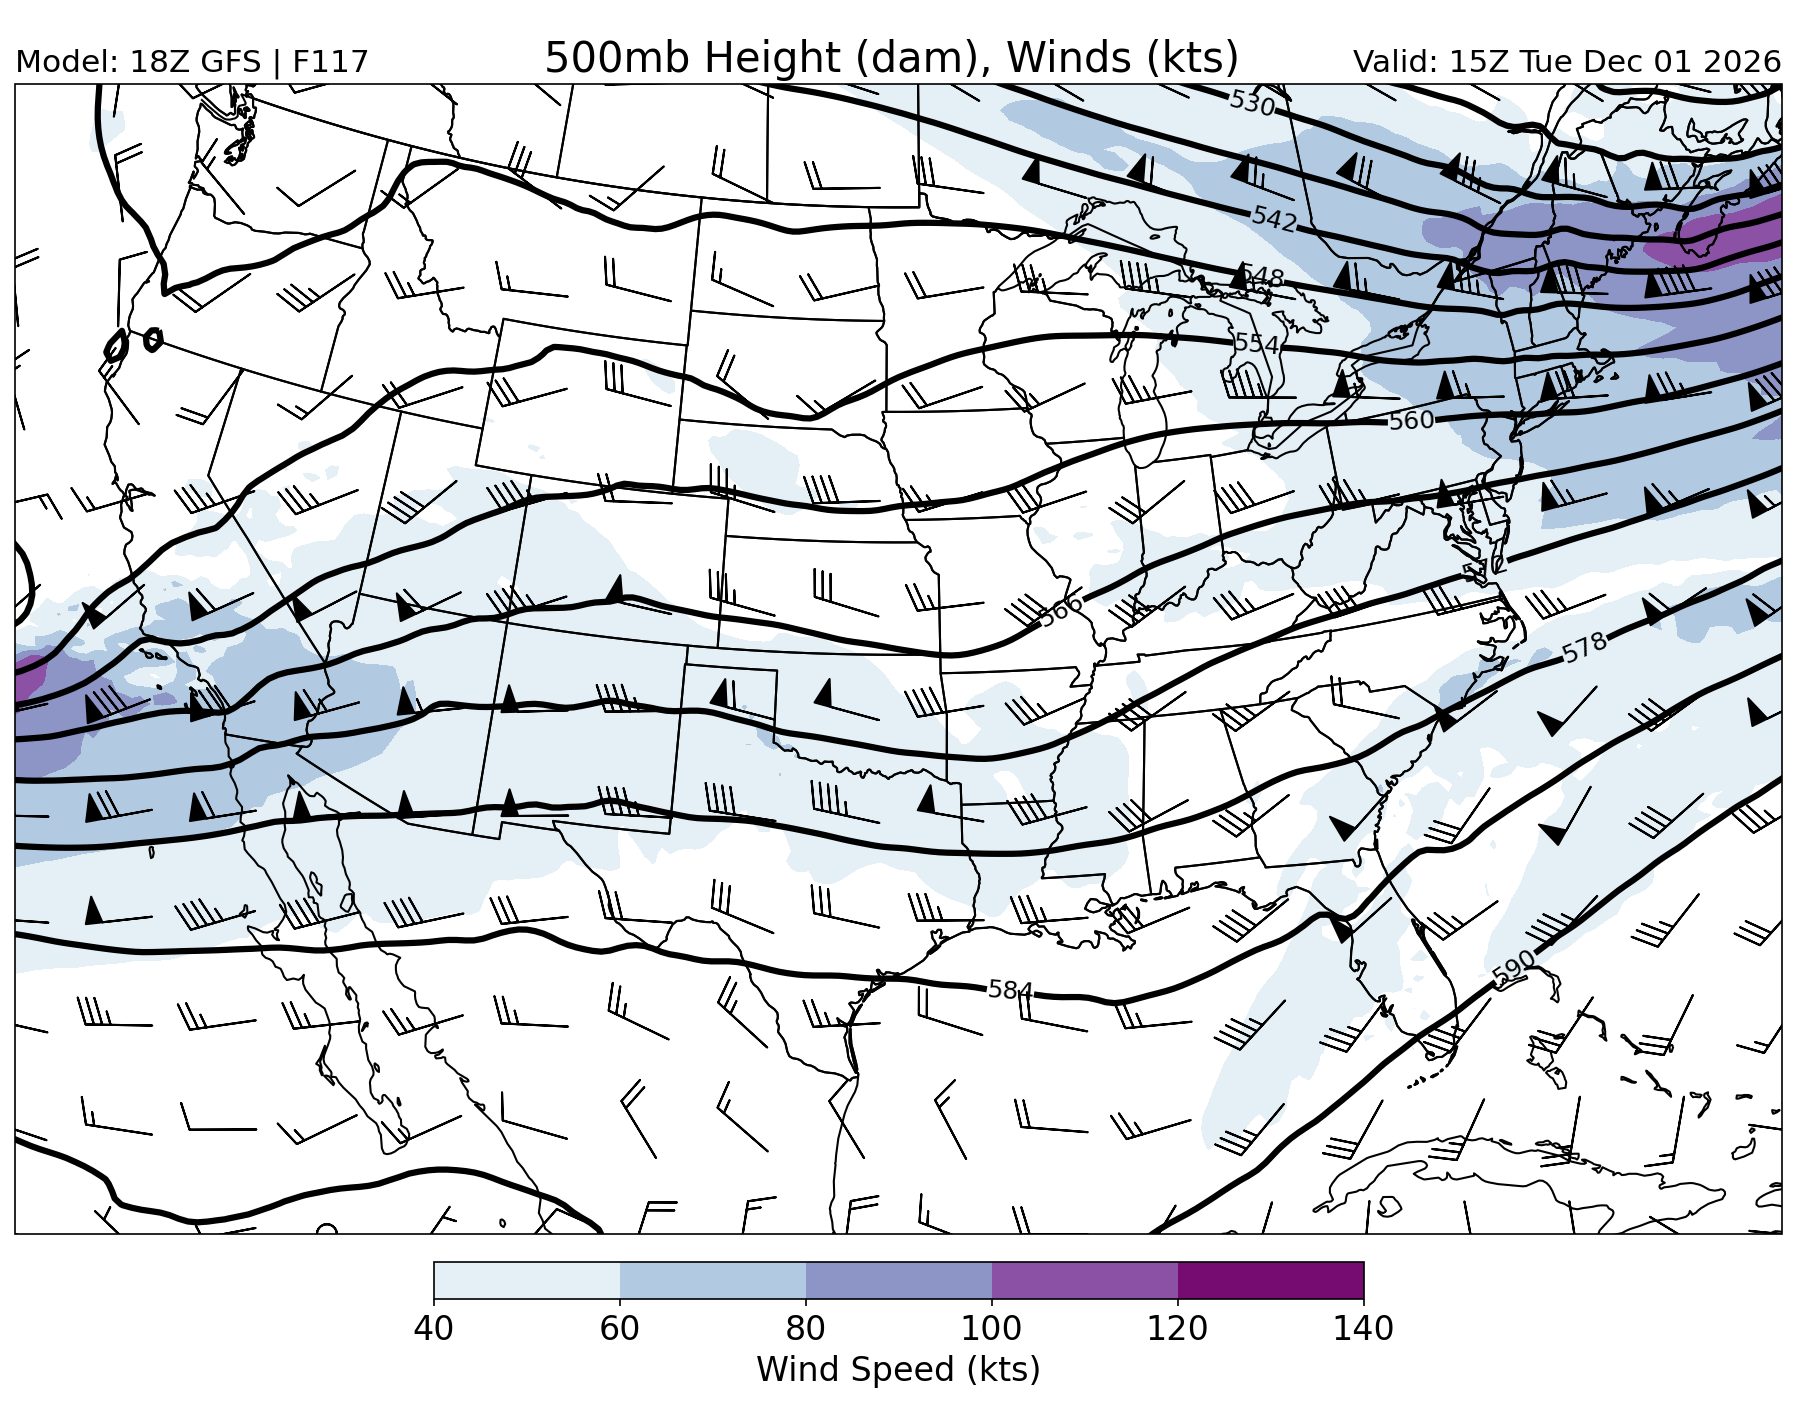 Model: 18Z GFS | F117
500mb Height (dam), Winds (kts)
Valid: 15Z Tue Dec 01 2026
530
542
548
554
560
566
578
584
590
40 60 80 100 120 140
Wind Speed (kts)